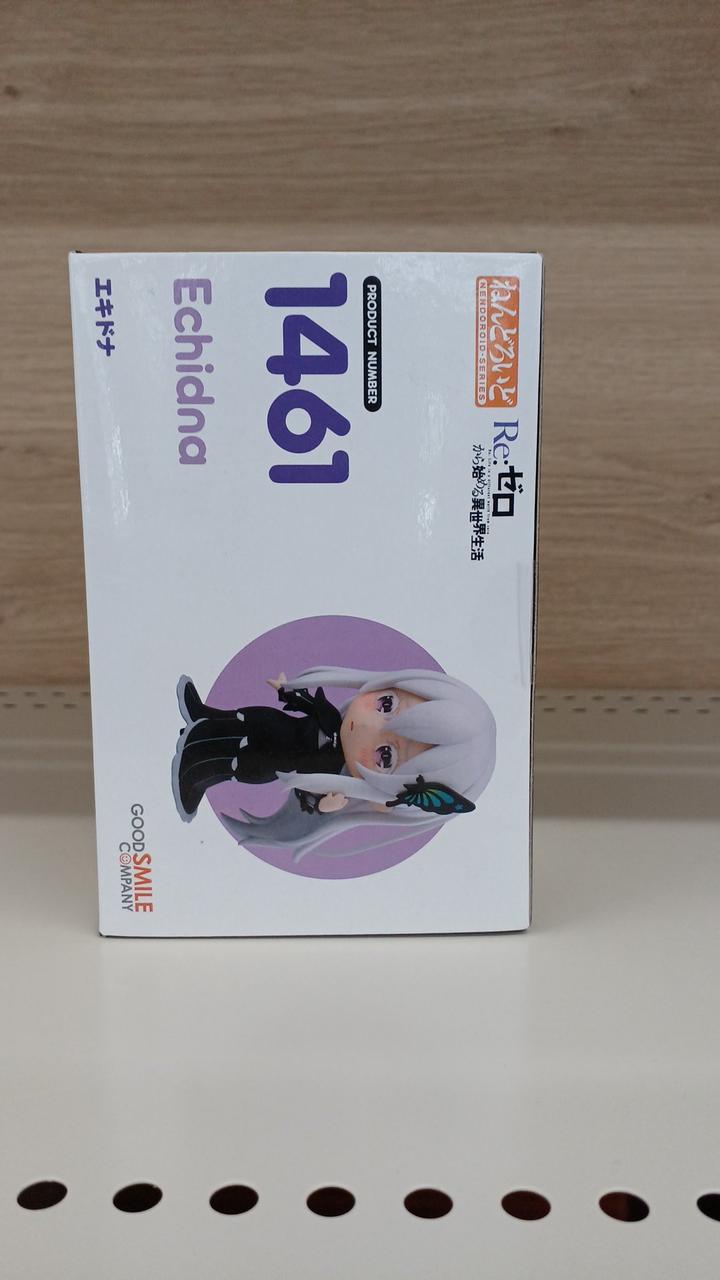 ねんどろいど
NENDOROID·SERIES
Re:ゼロ
から始める異世界生活
PRODUCT NUMBER
1461
Echidna
エキドナ
GOOD
SMILE
COMPANY